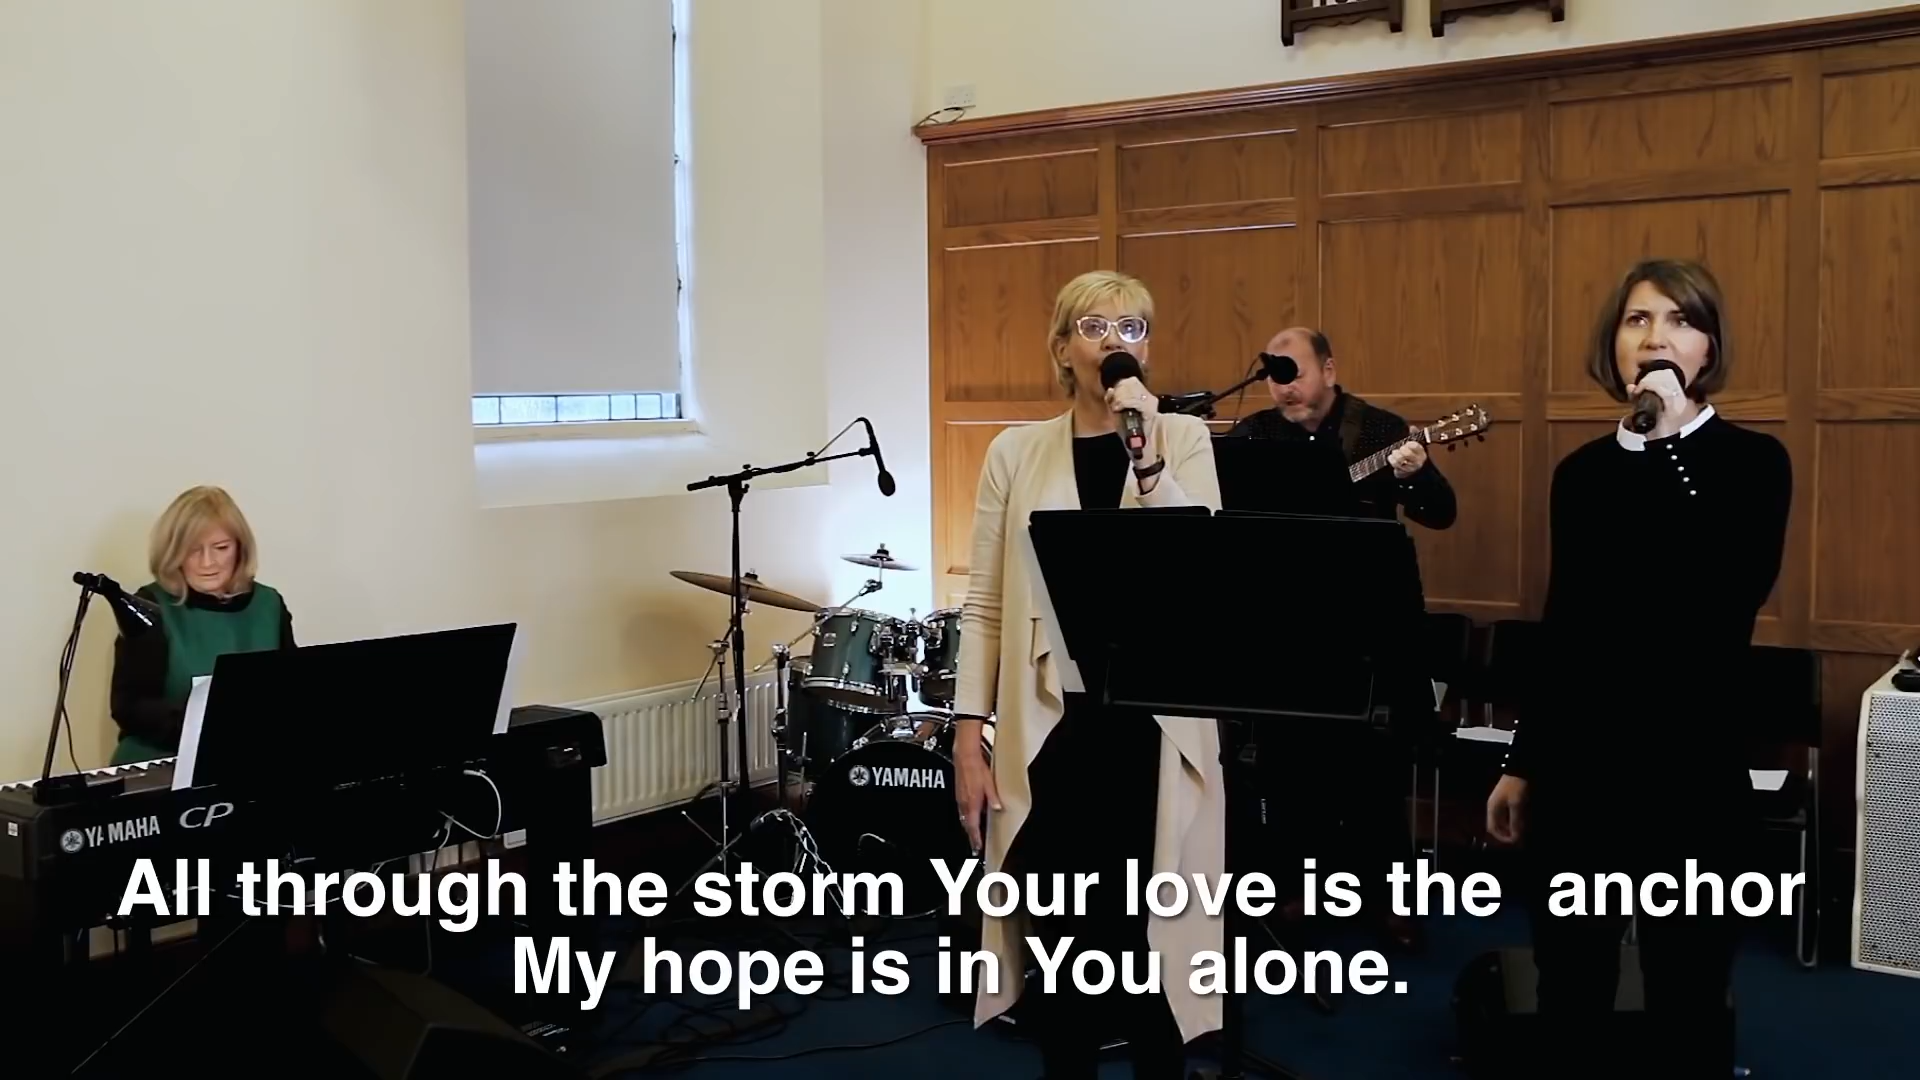 YAMAHA
YAMAHA CP
All through the storm Your love is the anchor
My hope is in You alone.